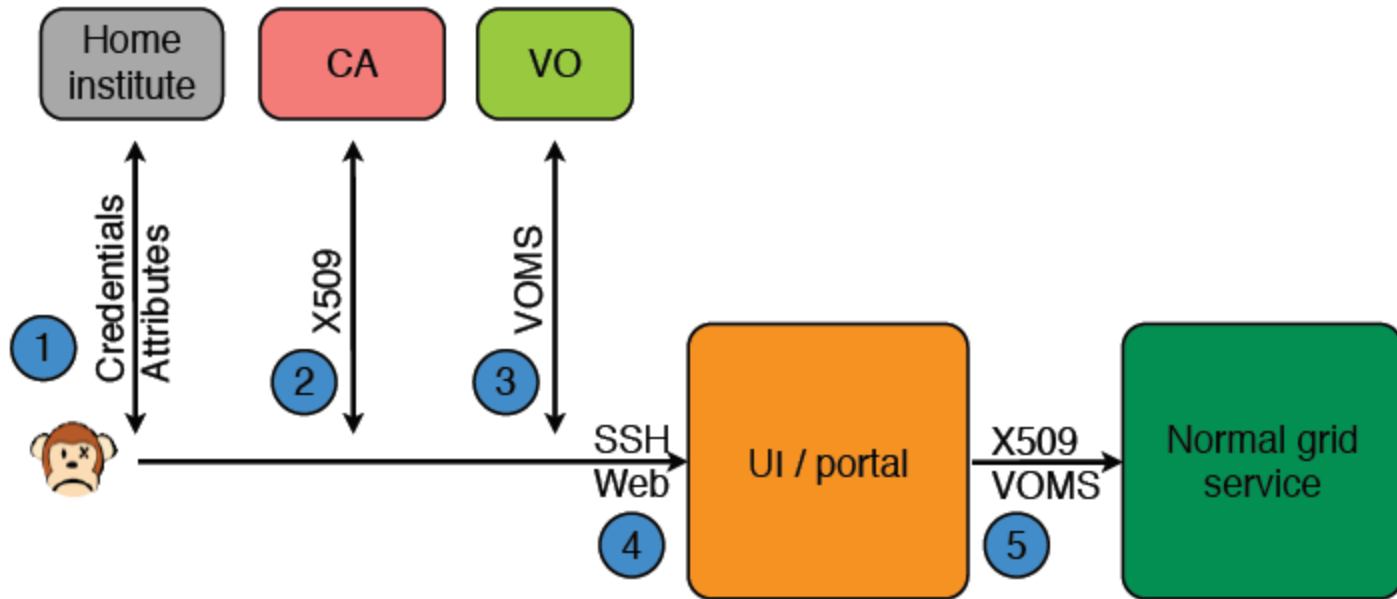 Home
institute
CA
VO
Credentials
Attributes
X509
VOMS
1
2
3
SSH
Web
4
UI / portal
X509
VOMS
5
Normal grid
service